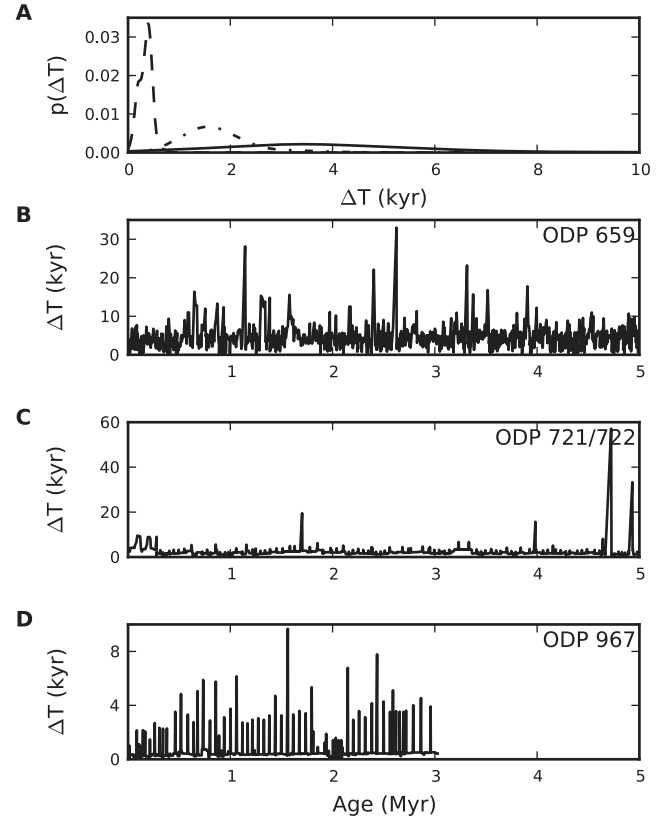 A
p(ΔT)
0.03
0.02
0.01
0.00
0 2 4 6 8 10
ΔT (kyr)
B
ODP 659
ΔT (kyr)
30
20
10
0
1 2 3 4 5
C
ODP 721/722
ΔT (kyr)
60
40
20
0
1 2 3 4 5
D
ODP 967
ΔT (kyr)
8
4
0
1 2 3 4 5
Age (Myr)